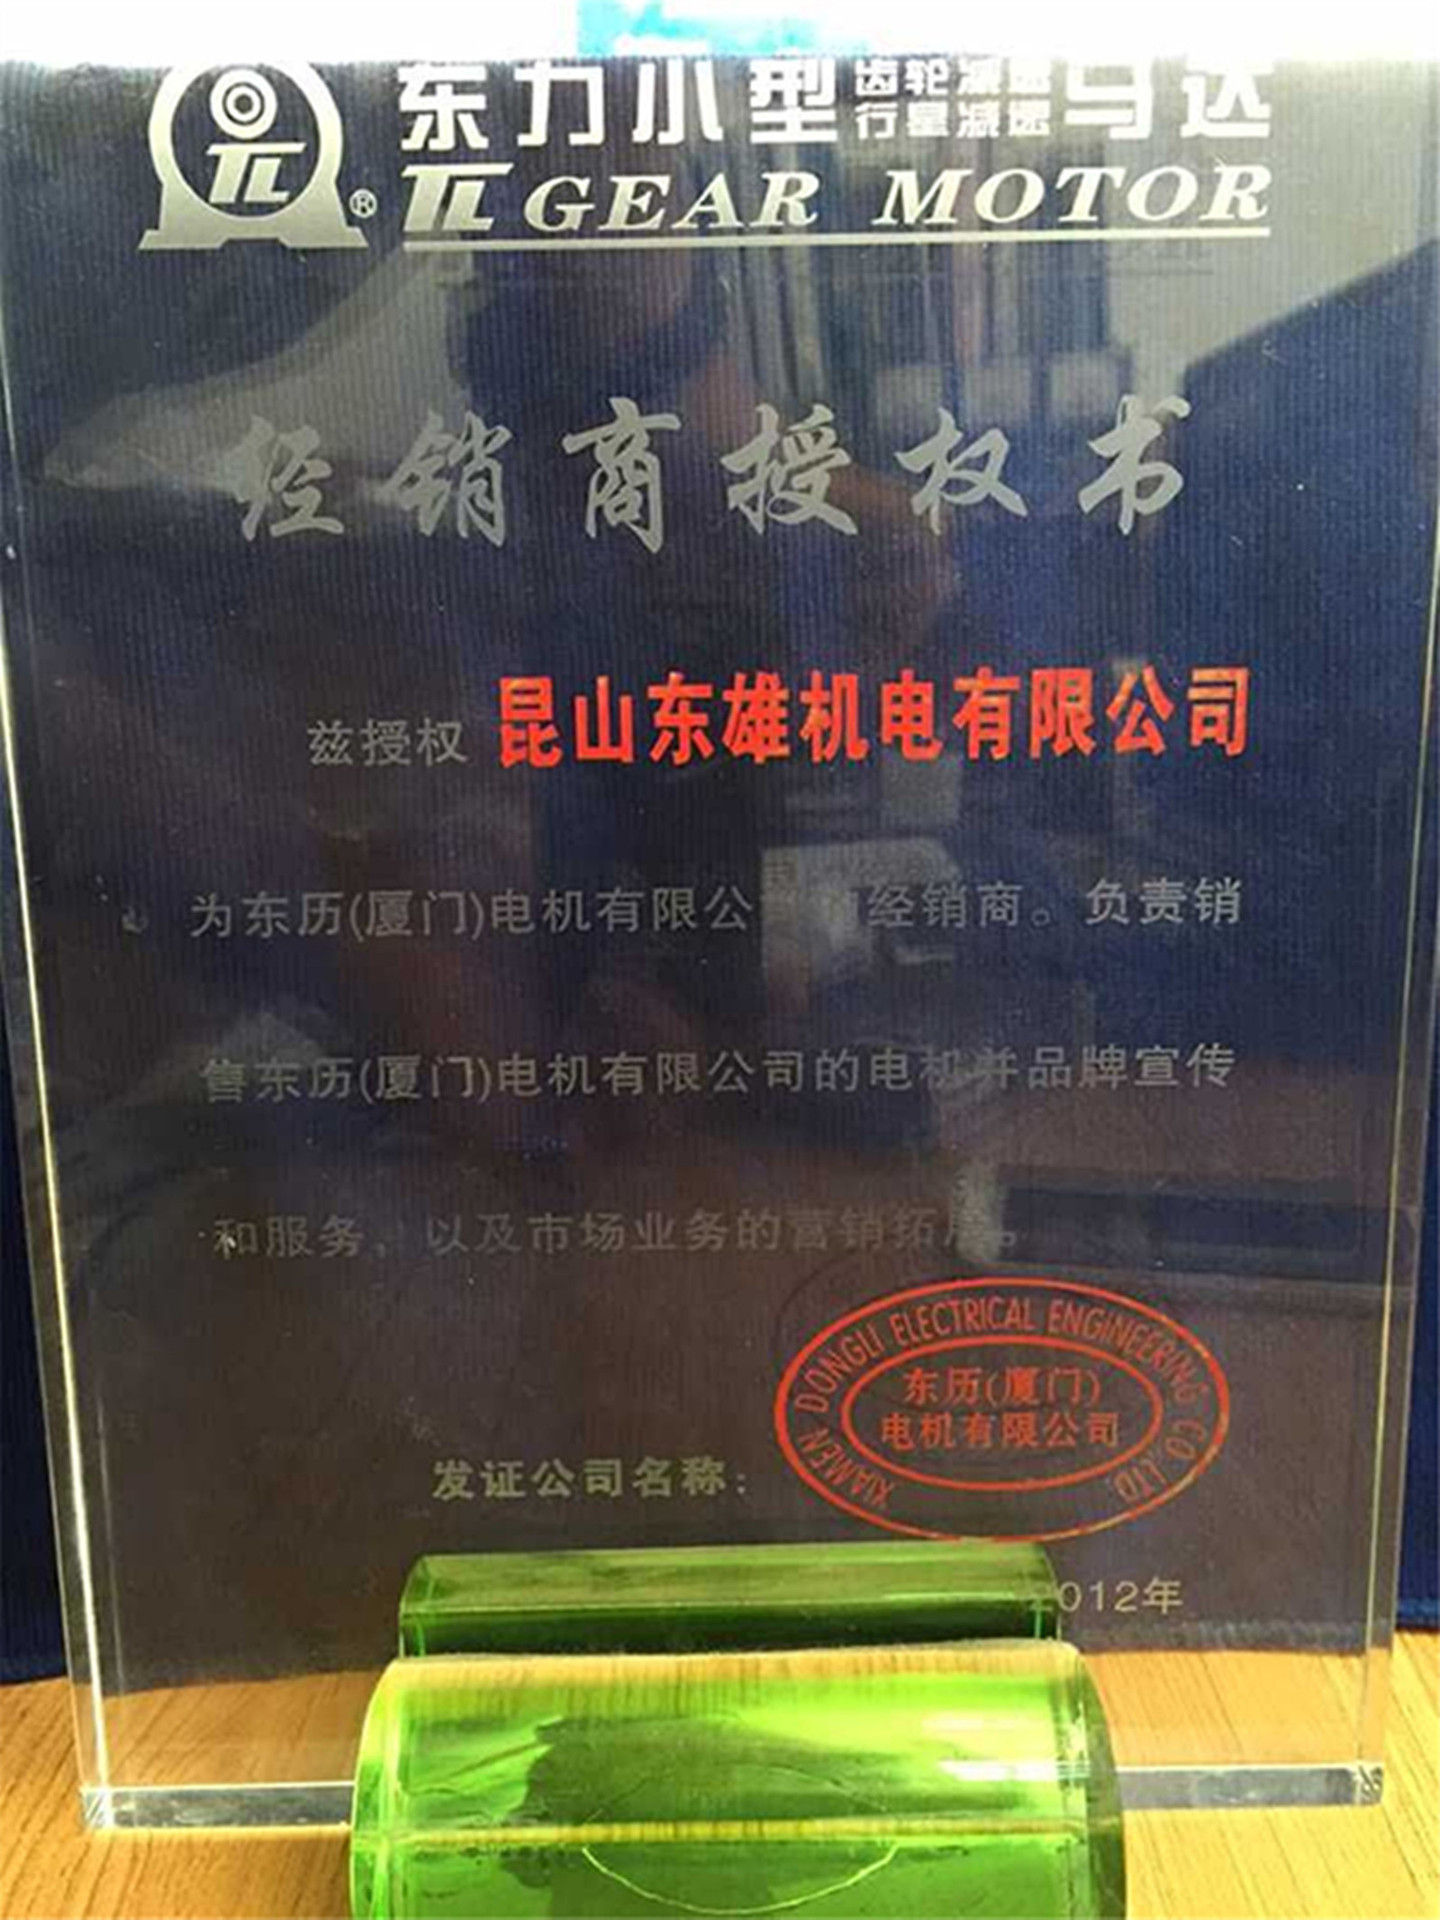 东力小型齿轮减速马达
行星减速
TL
®
TL GEAR MOTOR
经销商授权书
兹授权 昆山东雄机电有限公司
为东历(厦门)电机有限公 经销商。负责销
售东历(厦门)电机有限公司的电机并品牌宣传
和服务，以及市场业务的营销拓展。
XIAMEN DONGLI ELECTRICAL ENGINEERING CO.,LTD
东历(厦门)
电机有限公司
发证公司名称：
2012年